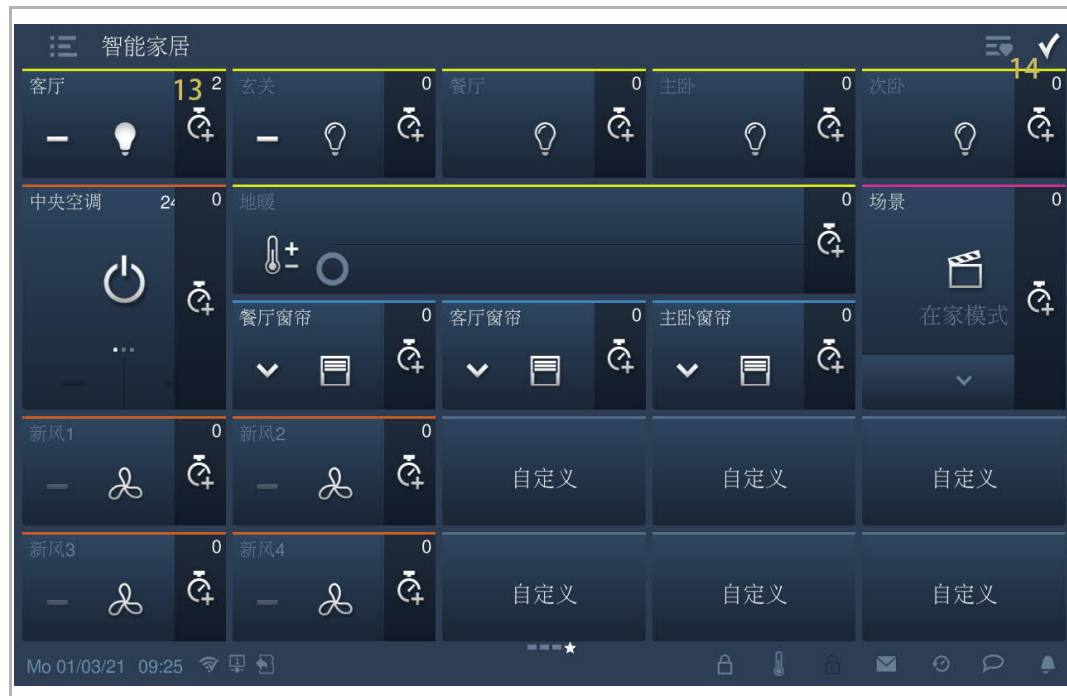 智能家居
14
客厅 13 2
玄关 0
餐厅 0
主卧 0
次卧 0
中央空调 24 0
地暖 0
场景 0
在家模式
餐厅窗帘 0
客厅窗帘 0
主卧窗帘 0
新风1 0
新风2 0
自定义
自定义
自定义
新风3 0
新风4 0
自定义
自定义
自定义
Mo 01/03/21 09:25